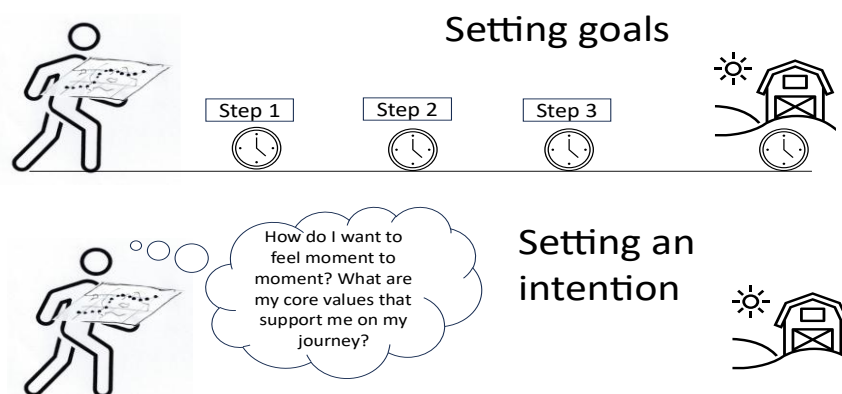 Setting goals
Step 1
Step 2
Step 3
How do I want to
feel moment to
moment? What are
my core values that
support me on my
journey?
Setting an
intention